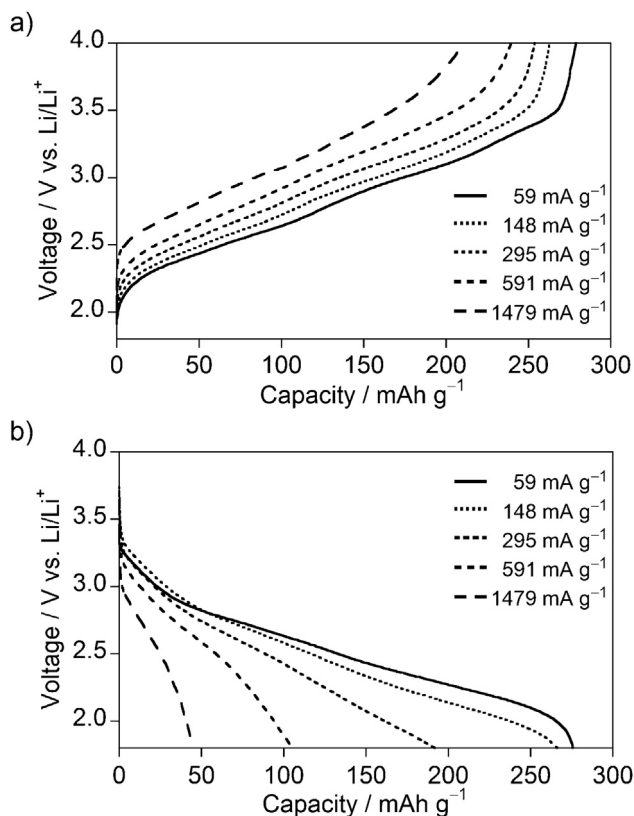 a)
4.0
3.5
3.0
2.5
2.0
Voltage / V vs. Li/Li⁺
59 mA g⁻¹
148 mA g⁻¹
295 mA g⁻¹
591 mA g⁻¹
1479 mA g⁻¹
0 50 100 150 200 250 300
Capacity / mAh g⁻¹
b)
4.0
3.5
3.0
2.5
2.0
Voltage / V vs. Li/Li⁺
59 mA g⁻¹
148 mA g⁻¹
295 mA g⁻¹
591 mA g⁻¹
1479 mA g⁻¹
0 50 100 150 200 250 300
Capacity / mAh g⁻¹